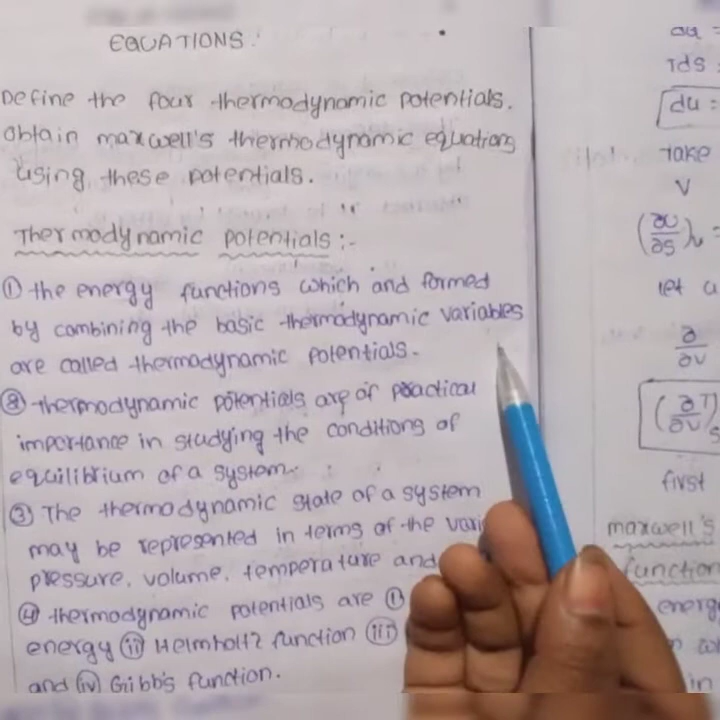 EQUATIONS:
Define the four thermodynamic potentials.
Obtain maxwell's thermodynamic equations
using these potentials.
Thermodynamic potentials:-
① the energy functions which and formed
by combining the basic thermodynamic variables
are called thermodynamic potentials.
② thermodynamic potentials are of practical
importance in studying the conditions of
equilibrium of a system.
③ The thermodynamic state of a system
may be represented in terms of the
pressure, volume, temperature and
④ thermodynamic potentials are ①
energy ⓘⓘ Helmholtz function ⓘⓘⓘ
and ⓘⓥ Gibb's function.
du =
Tds
du =
Take
V
(∂U/∂S)v =
let u
∂/∂V
(∂T/∂V)s
first
maxwell's
function
energ
in